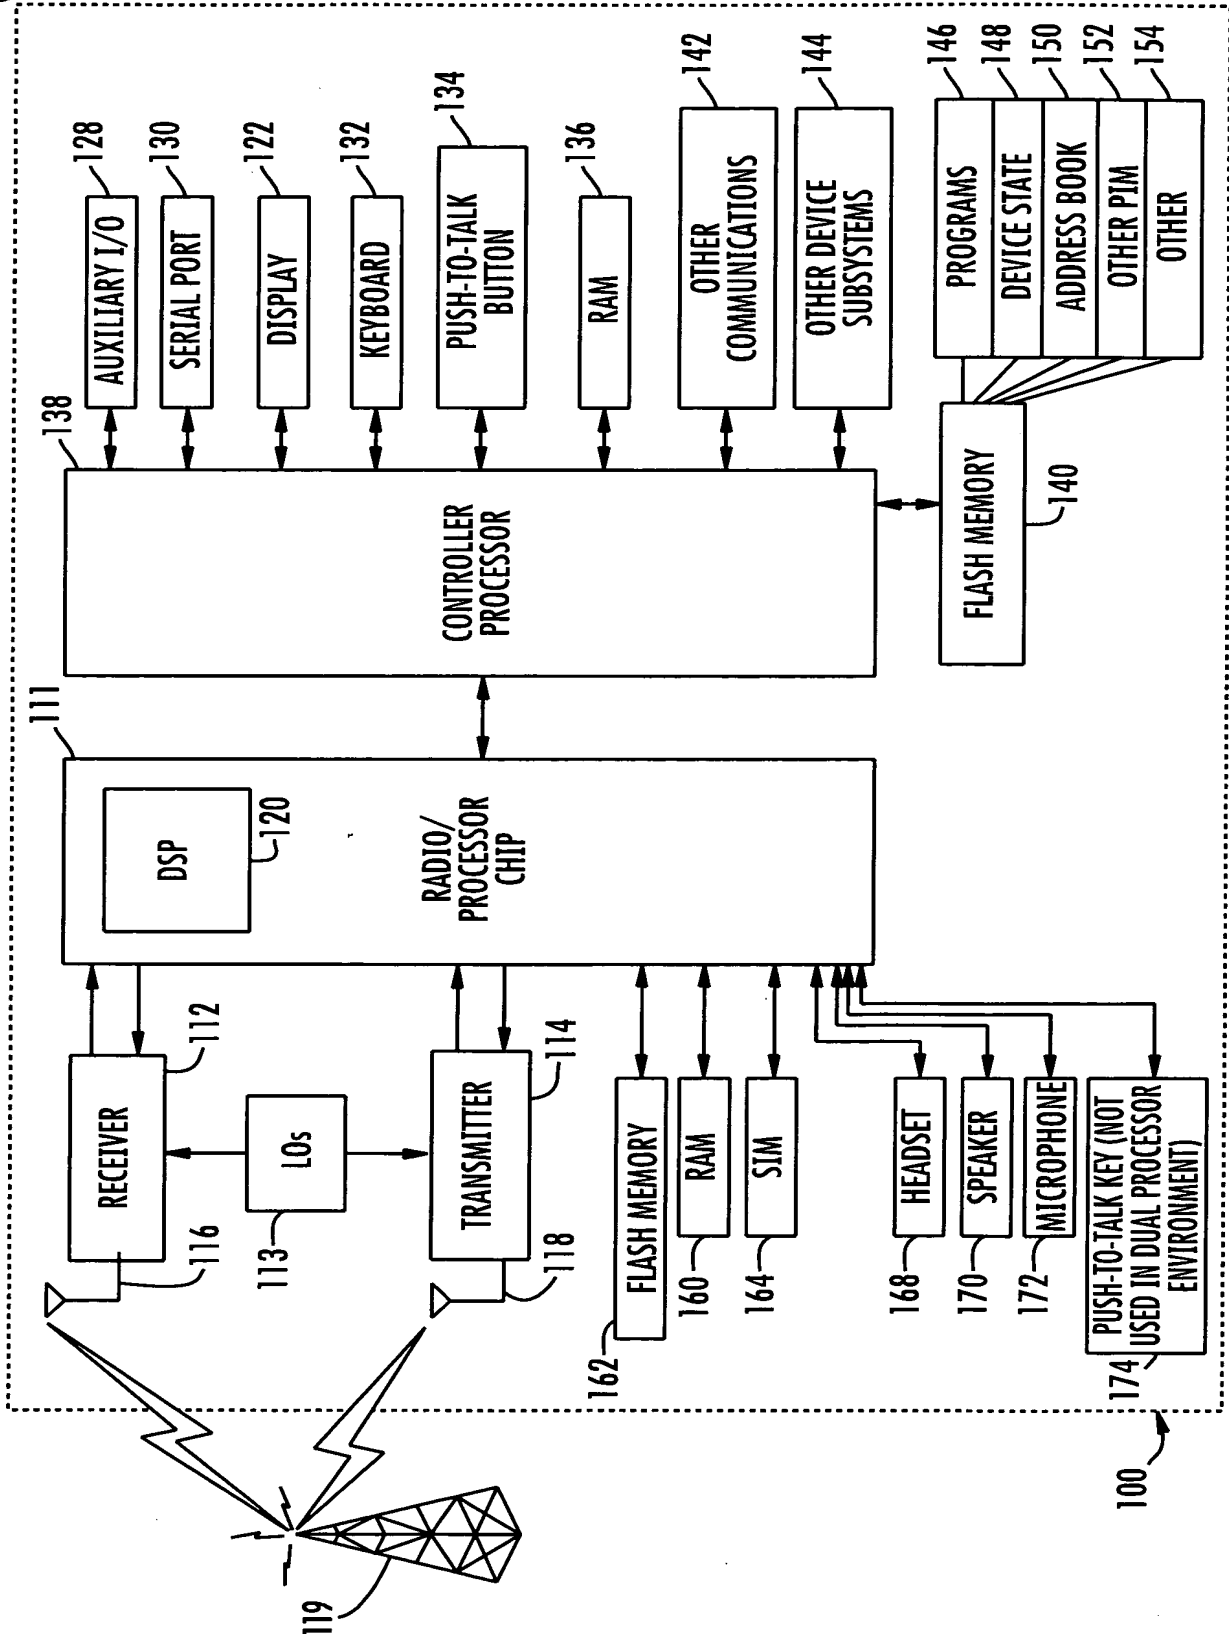 100
119
116
118
RECEIVER
112
LOs
113
TRANSMITTER
114
FLASH MEMORY
162
RAM
160
SIM
164
HEADSET
168
SPEAKER
170
MICROPHONE
172
PUSH-TO-TALK KEY (NOT
USED IN DUAL PROCESSOR
ENVIRONMENT)
174
111
DSP
120
RADIO/
PROCESSOR
CHIP
138
CONTROLLER
PROCESSOR
AUXILIARY I/O
128
SERIAL PORT
130
DISPLAY
122
KEYBOARD
132
PUSH-TO-TALK
BUTTON
134
RAM
136
OTHER
COMMUNICATIONS
142
OTHER DEVICE
SUBSYSTEMS
144
FLASH MEMORY
140
PROGRAMS
146
DEVICE STATE
148
ADDRESS BOOK
150
OTHER PIM
152
OTHER
154